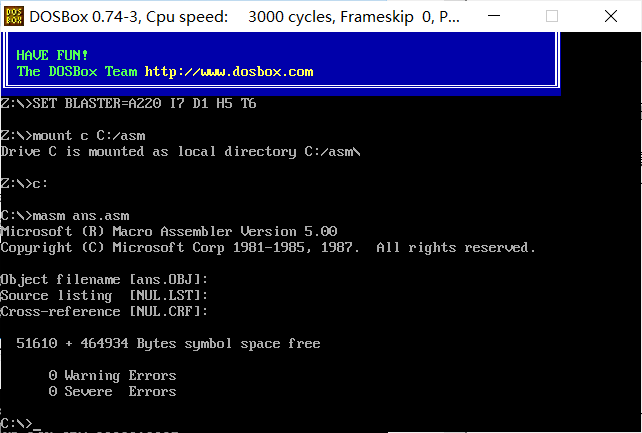 DOSBox 0.74-3, Cpu speed: 3000 cycles, Frameskip 0, P...
HAVE FUN!
The DOSBox Team http://www.dosbox.com
Z:\>SET BLASTER=A220 I7 D1 H5 T6
Z:\>mount c C:/asm
Drive C is mounted as local directory C:/asm\
Z:\>c:
C:\>masm ans.asm
Microsoft (R) Macro Assembler Version 5.00
Copyright (C) Microsoft Corp 1981-1985, 1987.  All rights reserved.
Object filename [ans.OBJ]:
Source listing  [NUL.LST]:
Cross-reference [NUL.CRF]:
51610 + 464934 Bytes symbol space free
0 Warning Errors
0 Severe  Errors
C:\>_